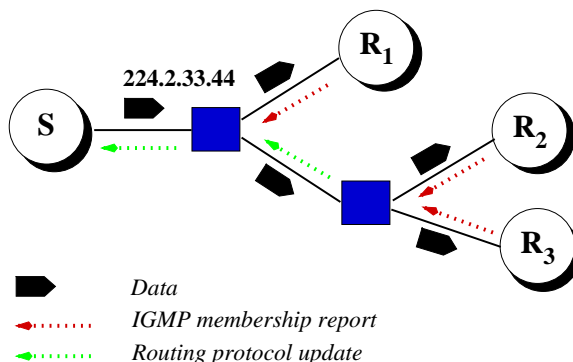 224.2.33.44
S
R1
R2
R3
Data
IGMP membership report
Routing protocol update